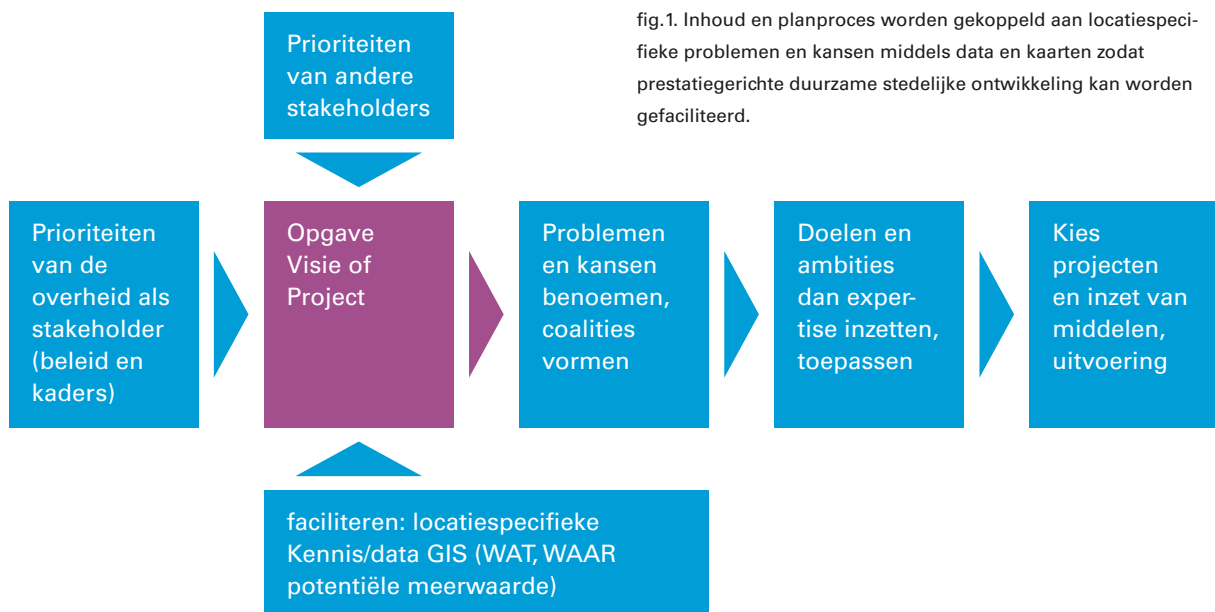 Prioriteiten
van andere
stakeholders
fig.1. Inhoud en planproces worden gekoppeld aan locatiespeci-
fieke problemen en kansen middels data en kaarten zodat
prestatiegerichte duurzame stedelijke ontwikkeling kan worden
gefaciliteerd.
Prioriteiten
van de
overheid als
stakeholder
(beleid en
kaders)
Opgave
Visie of
Project
Problemen
en kansen
benoemen,
coalities
vormen
Doelen en
ambities
dan exper-
tise inzetten,
toepassen
Kies
projecten
en inzet van
middelen,
uitvoering
faciliteren: locatiespecifieke
Kennis/data GIS (WAT, WAAR
potentiële meerwaarde)